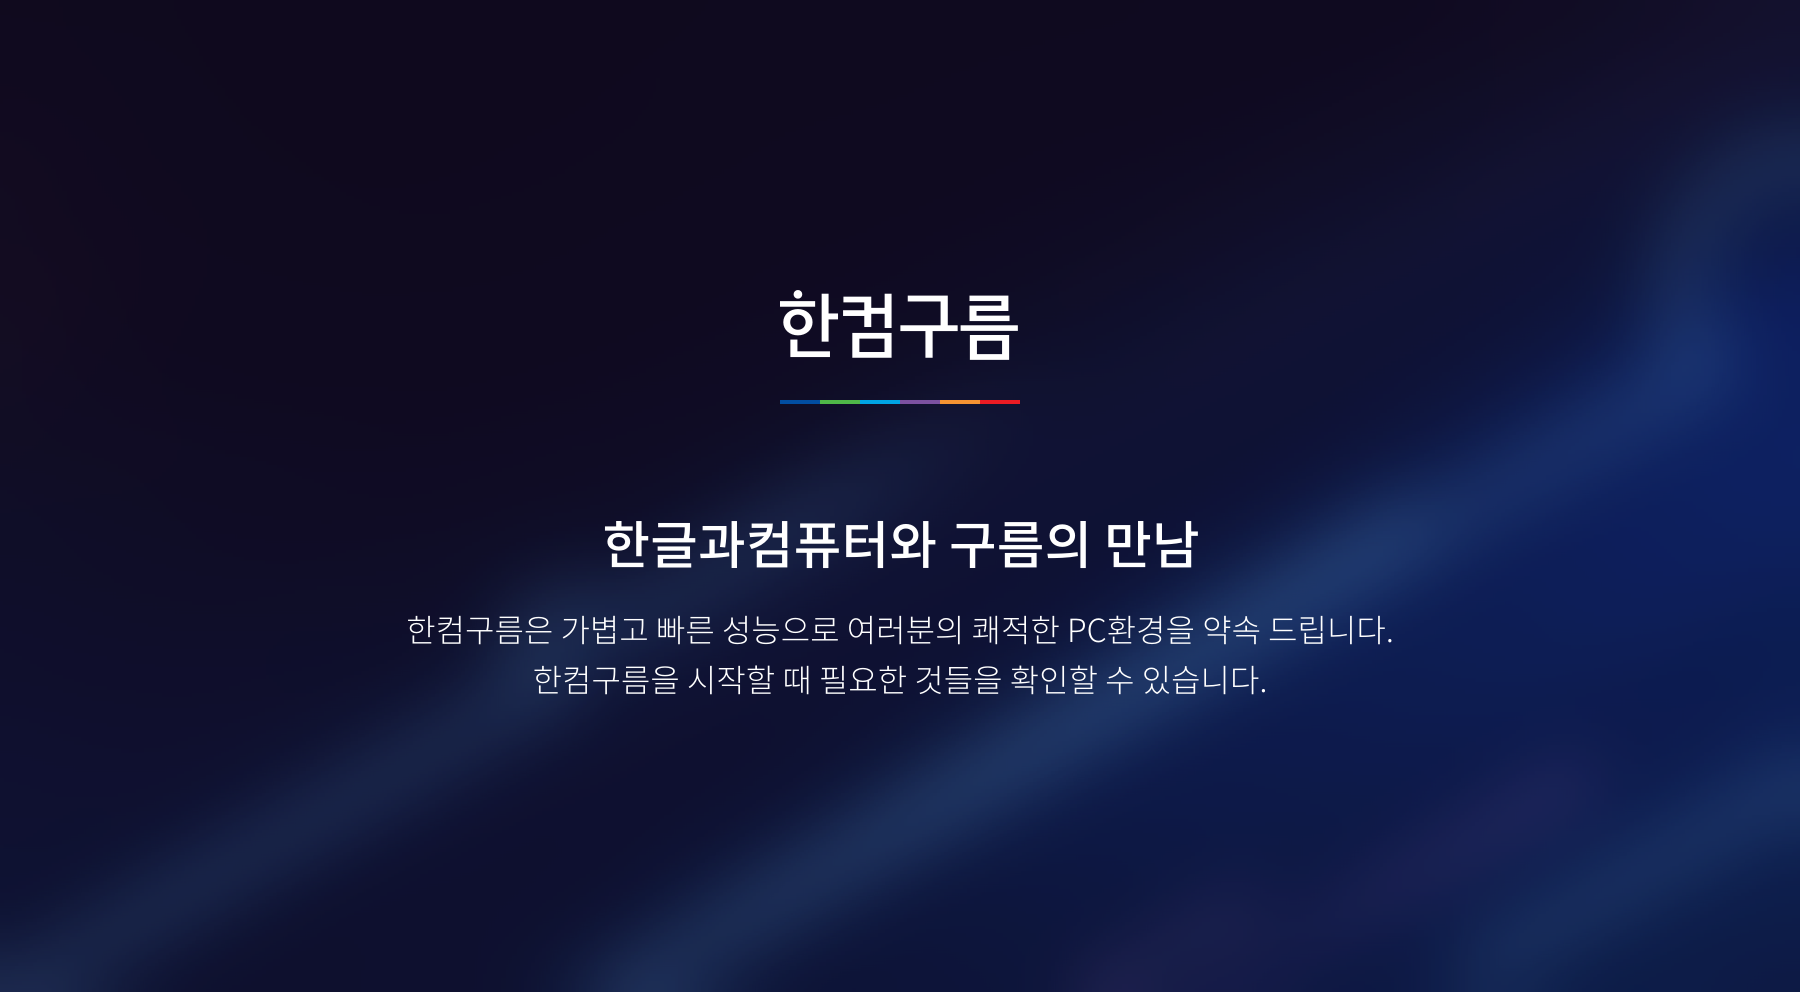 한컴구름
한글과컴퓨터와 구름의 만남
한컴구름은 가볍고 빠른 성능으로 여러분의 쾌적한 PC환경을 약속 드립니다.
한컴구름을 시작할 때 필요한 것들을 확인할 수 있습니다.